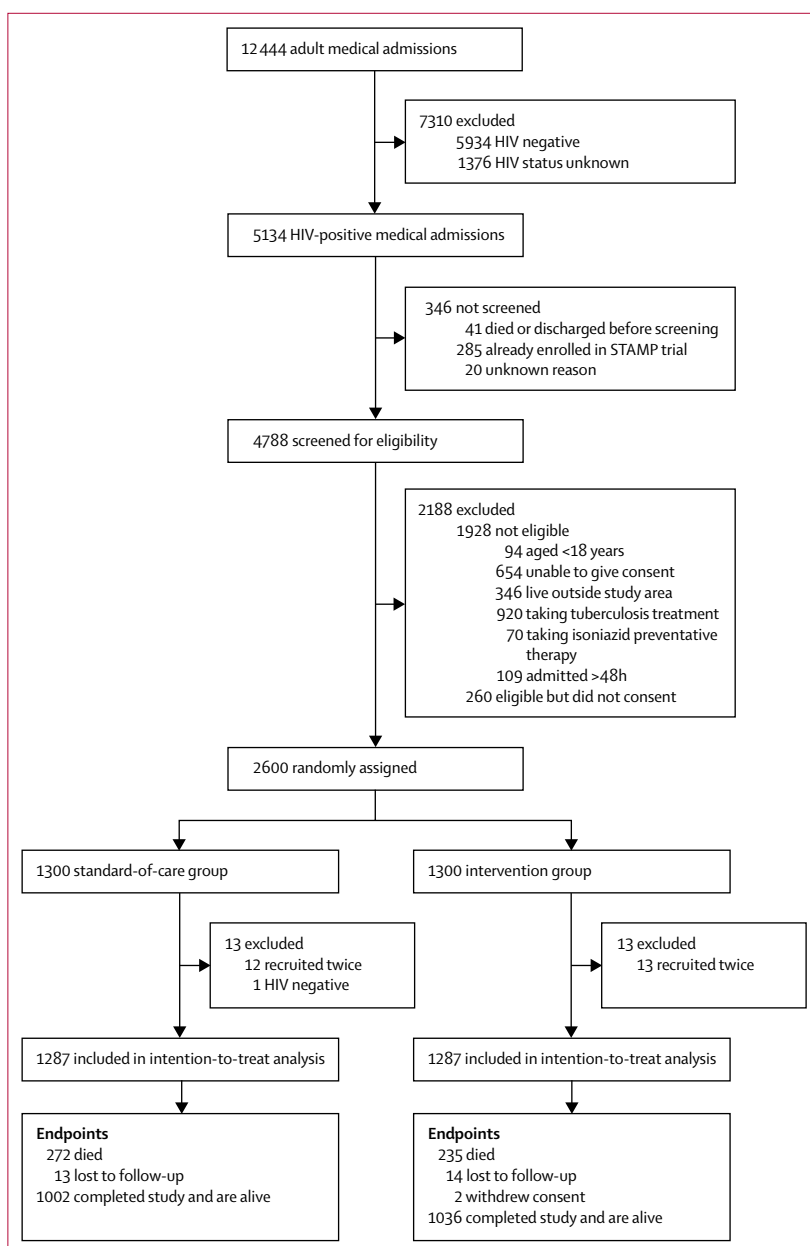 12 444 adult medical admissions
7310 excluded
5934 HIV negative
1376 HIV status unknown
5134 HIV-positive medical admissions
346 not screened
41 died or discharged before screening
285 already enrolled in STAMP trial
20 unknown reason
4788 screened for eligibility
2188 excluded
1928 not eligible
94 aged <18 years
654 unable to give consent
346 live outside study area
920 taking tuberculosis treatment
70 taking isoniazid preventative
therapy
109 admitted >48h
260 eligible but did not consent
2600 randomly assigned
1300 standard-of-care group
13 excluded
12 recruited twice
1 HIV negative
1287 included in intention-to-treat analysis
Endpoints
272 died
13 lost to follow-up
1002 completed study and are alive
1300 intervention group
13 excluded
13 recruited twice
1287 included in intention-to-treat analysis
Endpoints
235 died
14 lost to follow-up
2 withdrew consent
1036 completed study and are alive